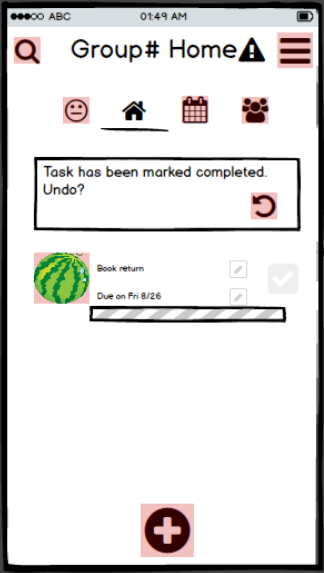 ABC 01:49 AM
Group# Home
Task has been marked completed.
Undo?
Book return
Due on Fri 8/26